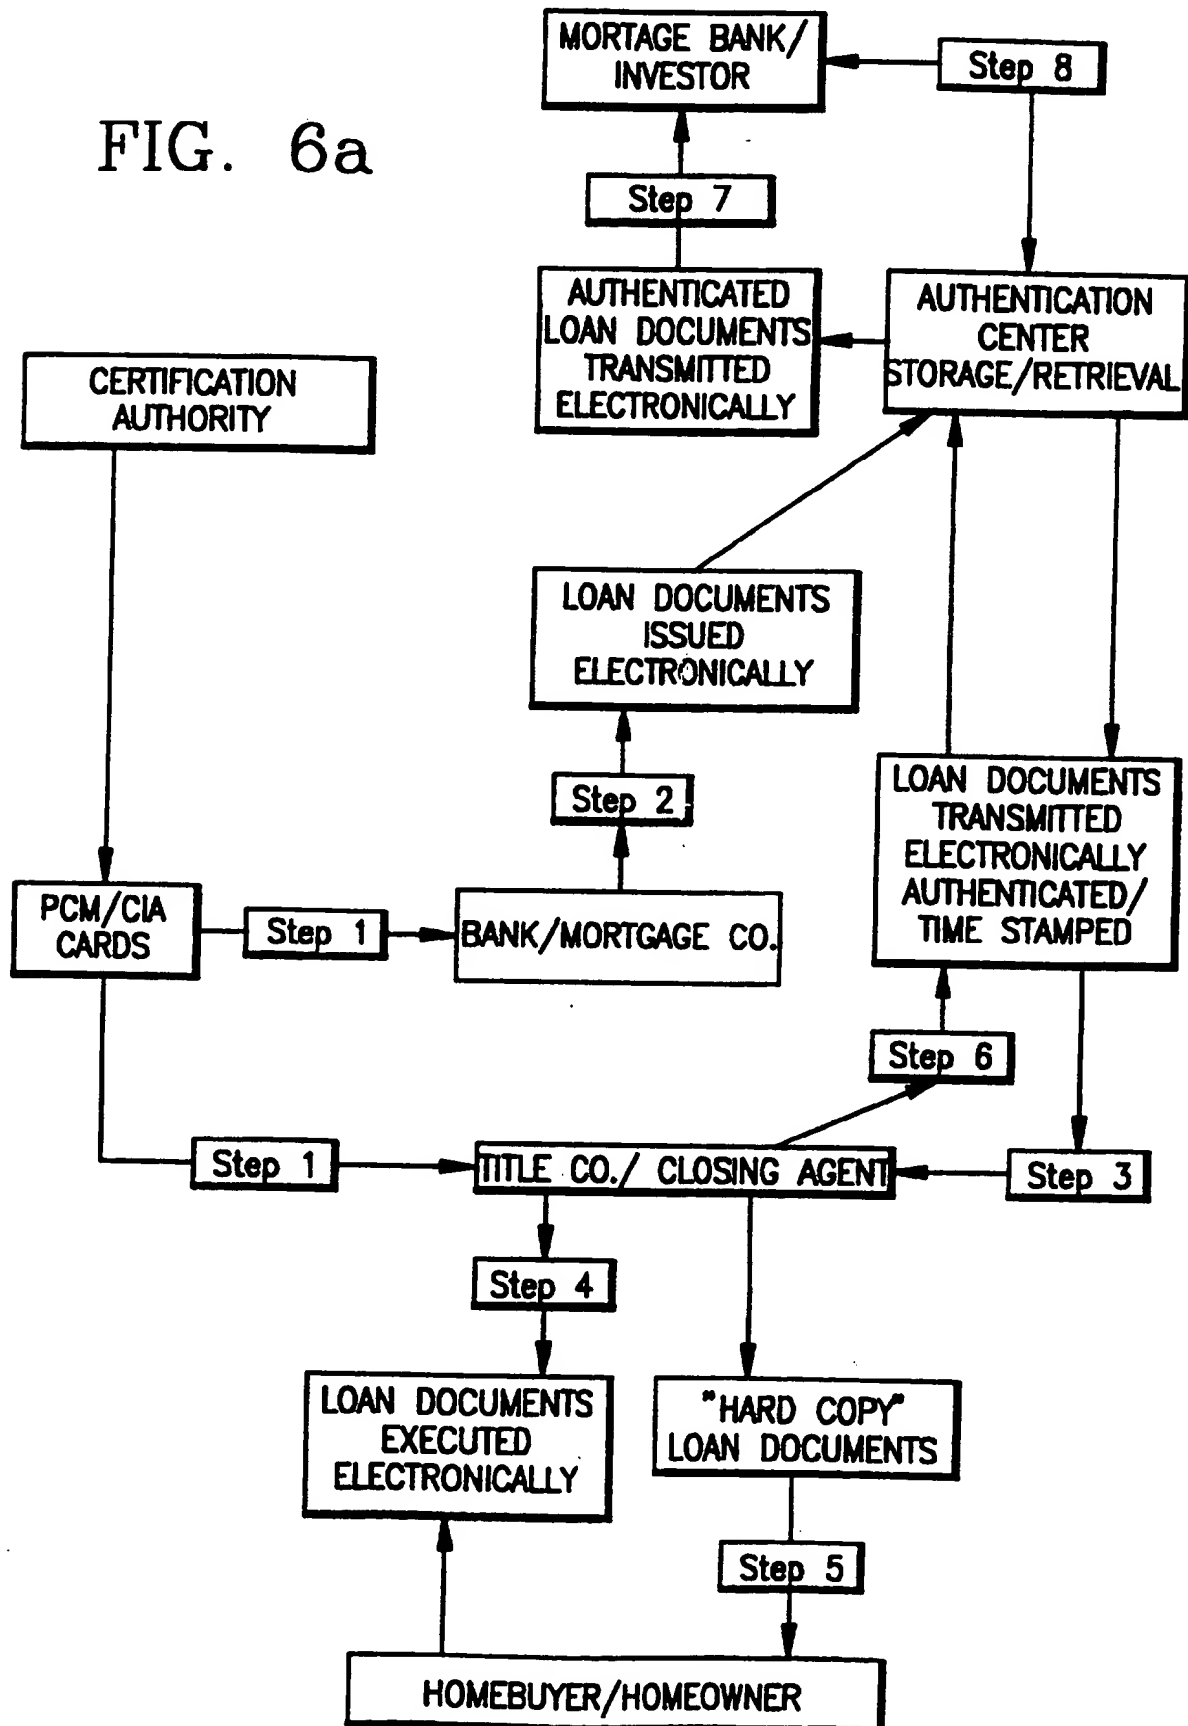 MORTAGE BANK/
INVESTOR
Step 8
FIG. 6a
Step 7
AUTHENTICATED
LOAN DOCUMENTS
TRANSMITTED
ELECTRONICALLY
AUTHENTICATION
CENTER
STORAGE/RETRIEVAL
CERTIFICATION
AUTHORITY
LOAN DOCUMENTS
ISSUED
ELECTRONICALLY
Step 2
LOAN DOCUMENTS
TRANSMITTED
ELECTRONICALLY
AUTHENTICATED/
TIME STAMPED
PCM/CIA
CARDS
Step 1
BANK/MORTGAGE CO.
Step 6
Step 1
TITLE CO./ CLOSING AGENT
Step 3
Step 4
LOAN DOCUMENTS
EXECUTED
ELECTRONICALLY
"HARD COPY"
LOAN DOCUMENTS
Step 5
HOMEBUYER/HOMEOWNER